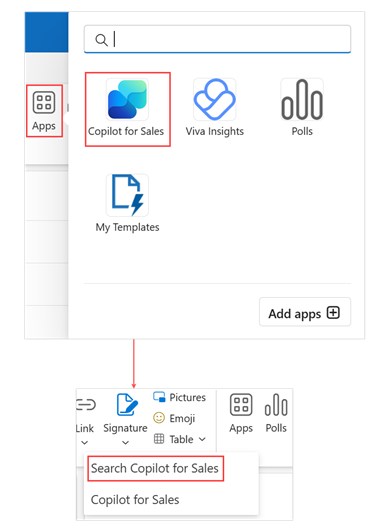 Apps
Copilot for Sales
Viva Insights
Polls
My Templates
Add apps
Link
Signature
Pictures
Emoji
Table
Apps
Polls
Search Copilot for Sales
Copilot for Sales